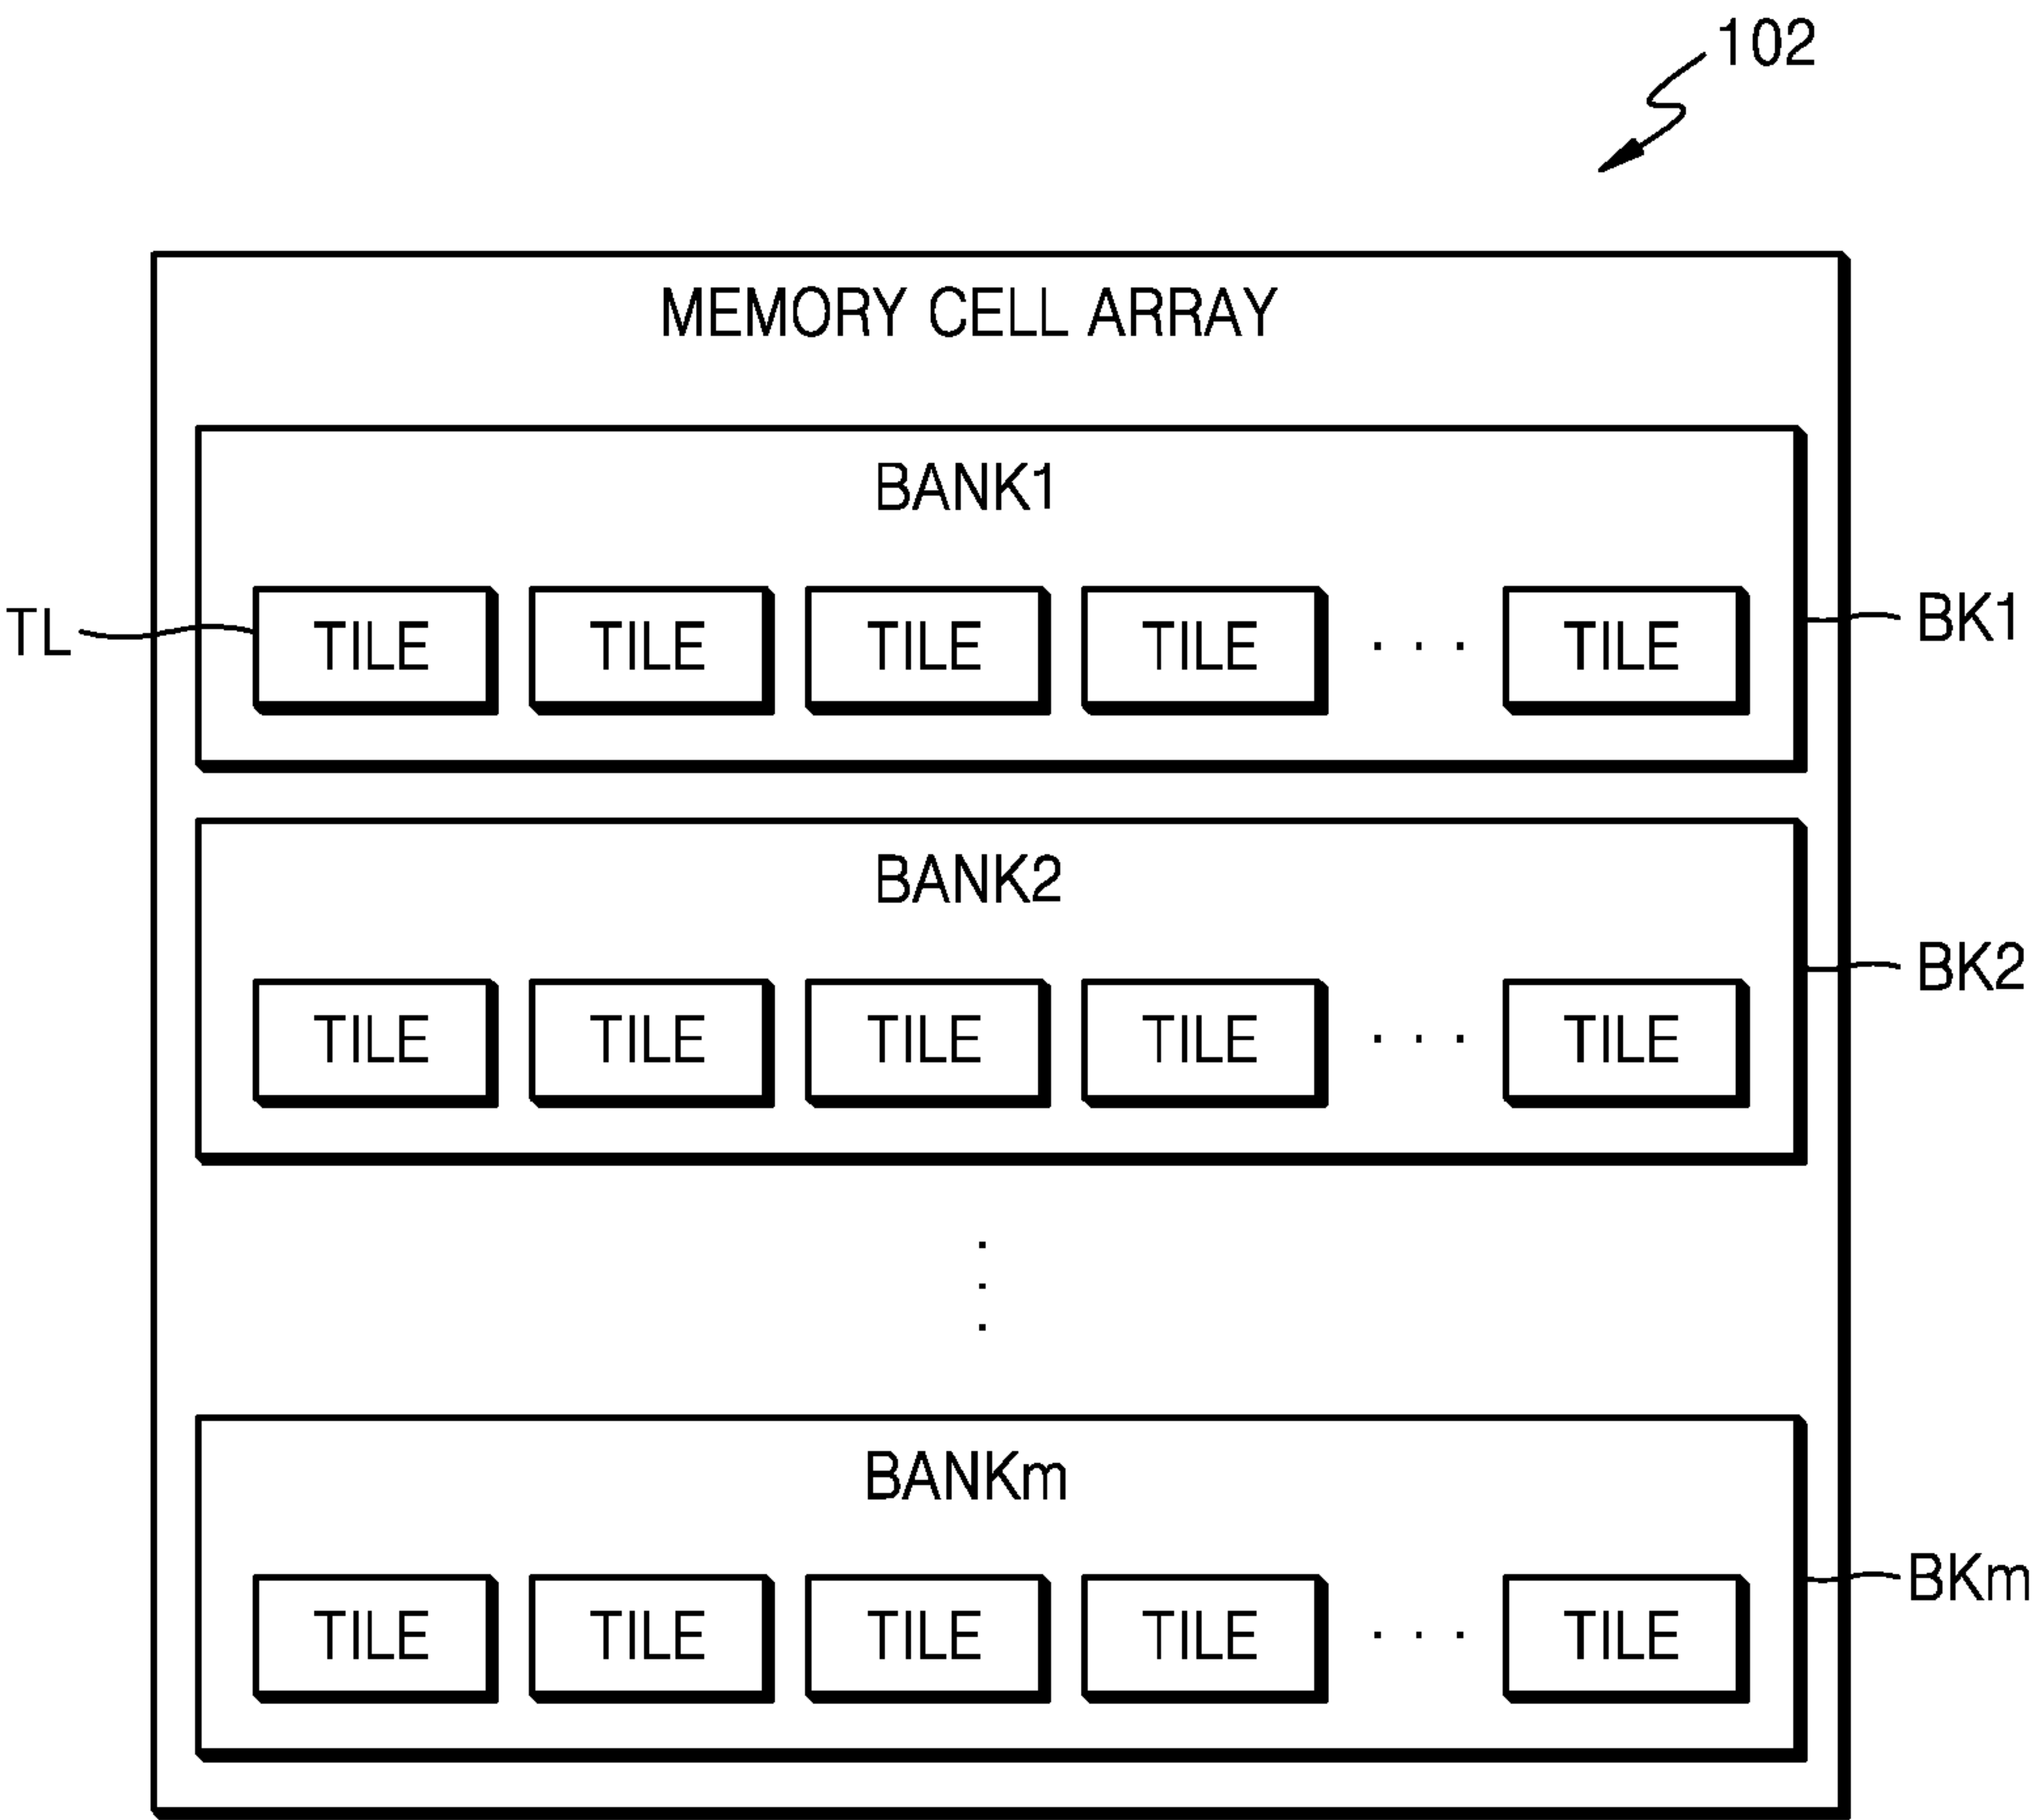 102
MEMORY CELL ARRAY
BANK1
TL TILE TILE TILE TILE . . . TILE BK1
BANK2
TILE TILE TILE TILE . . . TILE BK2
BANKm
TILE TILE TILE TILE . . . TILE BKm